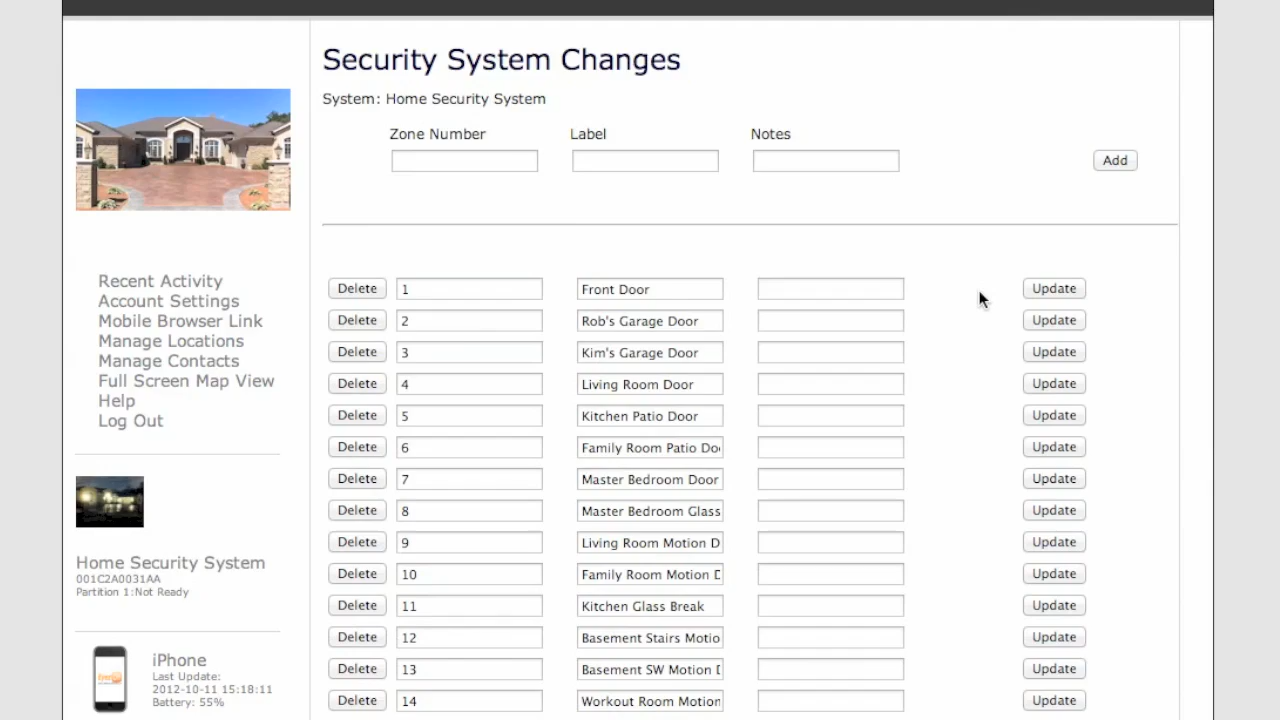 Security System Changes
System: Home Security System
Zone Number Label Notes
Add
Recent Activity
Account Settings
Mobile Browser Link
Manage Locations
Manage Contacts
Full Screen Map View
Help
Log Out
Home Security System
001C2A0031AA
Partition 1:Not Ready
iPhone
Last Update:
2012-10-11 15:18:11
Battery: 55%
Delete 1 Front Door Update
Delete 2 Rob's Garage Door Update
Delete 3 Kim's Garage Door Update
Delete 4 Living Room Door Update
Delete 5 Kitchen Patio Door Update
Delete 6 Family Room Patio Do Update
Delete 7 Master Bedroom Door Update
Delete 8 Master Bedroom Glass Update
Delete 9 Living Room Motion D Update
Delete 10 Family Room Motion D Update
Delete 11 Kitchen Glass Break Update
Delete 12 Basement Stairs Motio Update
Delete 13 Basement SW Motion D Update
Delete 14 Workout Room Motion Update